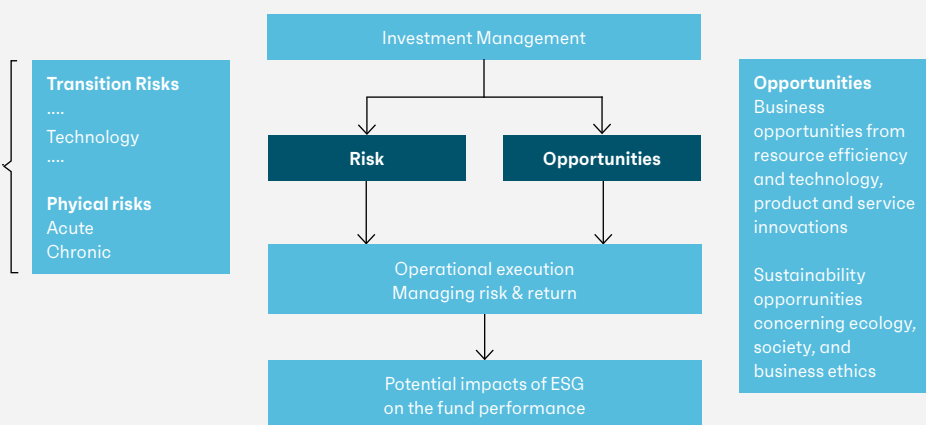 Investment Management
Transition Risks
....
Technology
....
Phyical risks
Acute
Chronic
Risk
Opportunities
Operational execution
Managing risk & return
Potential impacts of ESG
on the fund performance
Opportunities
Business
opportunities from
resource efficiency
and technology,
product and service
innovations
Sustainability
opporrunities
concerning ecology,
society, and
business ethics